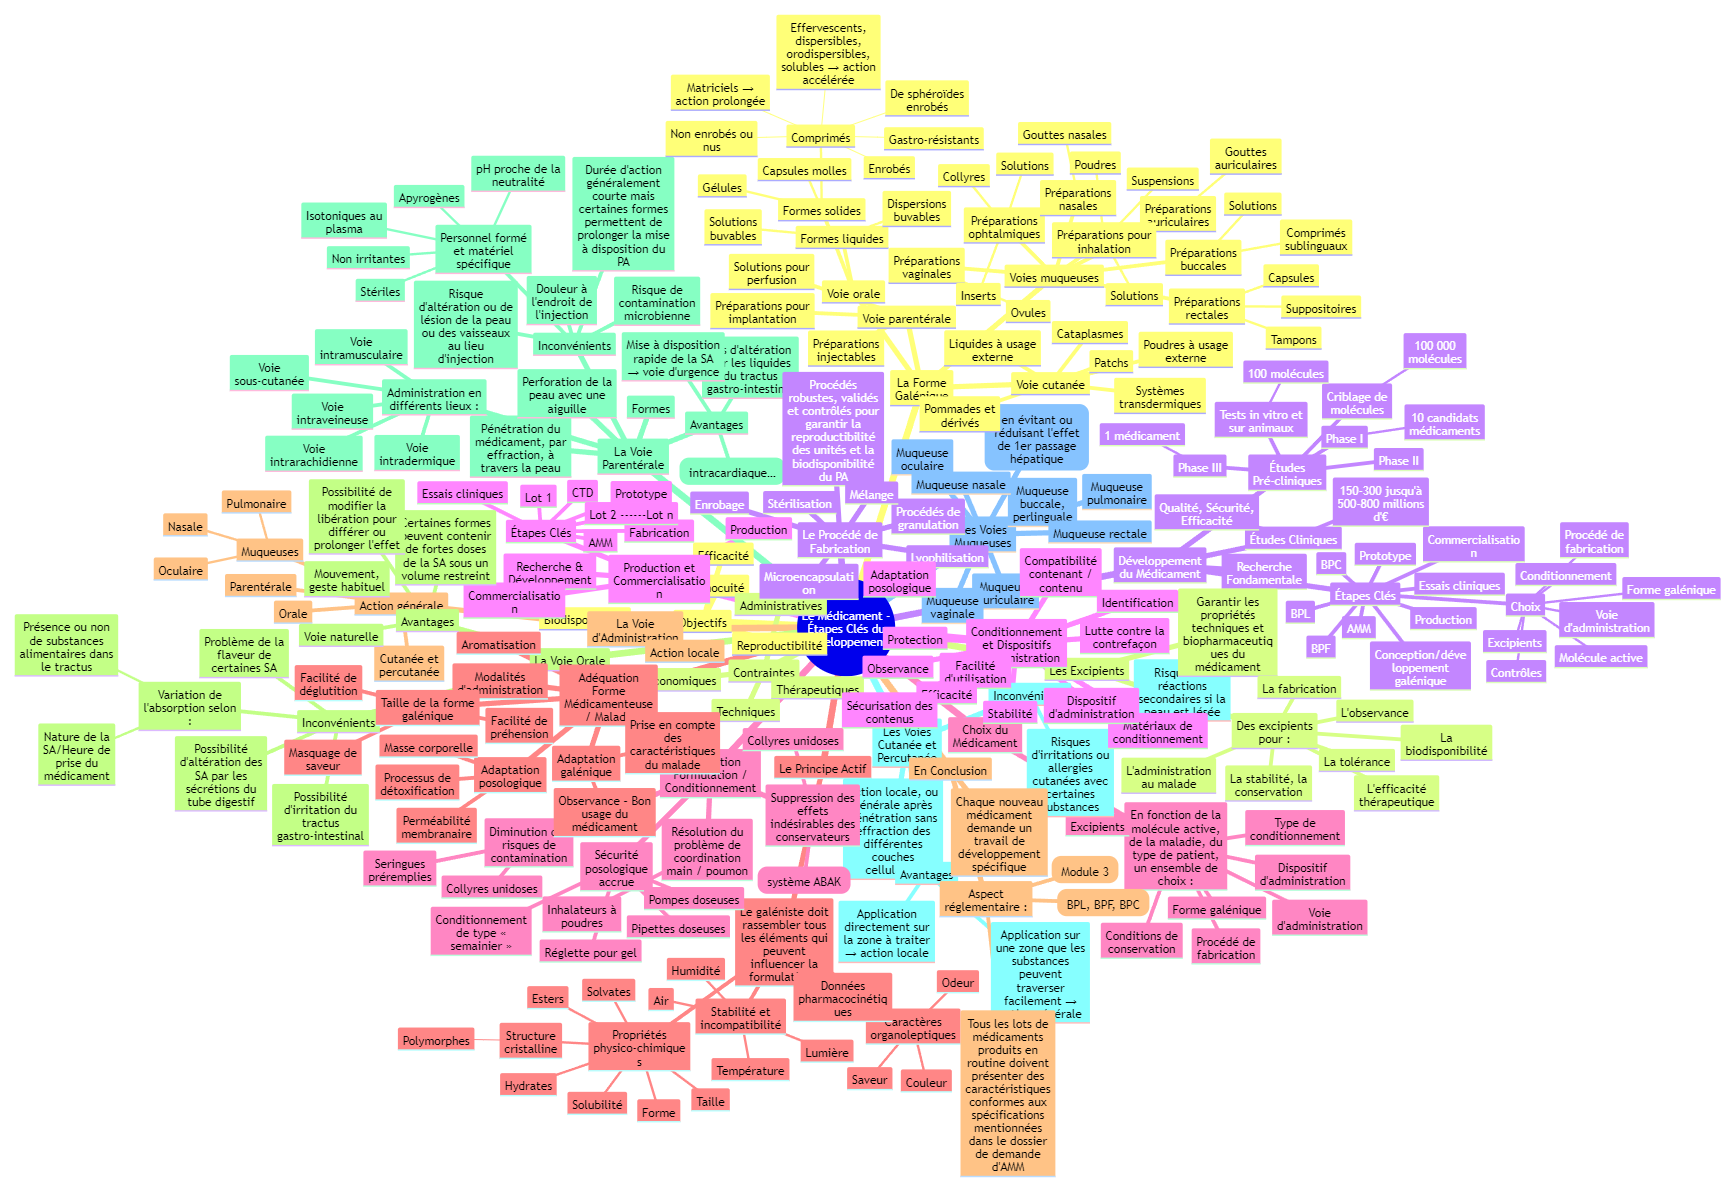 Effervescents,
dispersibles,
orodispersibles,
solubles → action
accélérée
Matriciels →
action prolongée
De sphéroïdes
enrobés
Non enrobés ou
nus
Comprimés
Gastro-résistants
Capsules molles
Enrobés
Gélules
Formes solides
Dispersions
buvables
Solutions
buvables
Formes liquides
Solutions pour
perfusion
Voie orale
Préparations pour
implantation
Voie parentérale
Préparations
injectables
La Forme
Galénique
Gouttes nasales
Solutions
Poudres
Collyres
Préparations
nasales
Suspensions
Gouttes
auriculaires
Préparations
ophtalmiques
Préparations
auriculaires
Solutions
Préparations pour
inhalation
Comprimés
sublinguaux
Préparations
vaginales
Voies muqueuses
Préparations
buccales
Inserts
Ovules
Solutions
Capsules
Préparations
rectales
Suppositoires
Tampons
Liquides à usage
externe
Cataplasmes
Patchs
Poudres à usage
externe
Voie cutanée
Systèmes
transdermiques
Pommades et
dérivés
pH proche de la
neutralité
Apyrogènes
Isotoniques au
plasma
Personnel formé
et matériel
spécifique
Non irritantes
Stériles
Durée d'action
généralement
courte mais
certaines formes
permettent de
prolonger la mise
à disposition du
PA
Risque
d'altération ou de
lésion de la peau
ou des vaisseaux
au lieu
d'injection
Douleur à
l'endroit de
l'injection
Risque de
contamination
microbienne
Inconvénients
Mise à disposition
rapide de la SA
→ voie d'urgence
d'altération
les liquides
du tractus
Voie
intramusculaire
Voie
sous-cutanée
Administration en
différents lieux :
Voie
intraveineuse
Voie
intrarachidienne
Voie
intradermique
Perforation de la
peau avec une
aiguille
Formes
Avantages
Pénétration du
médicament, par
effraction, à
travers la peau
La Voie
Parentérale
intracardiaque...
Procédés
robustes, validés
et contrôlés pour
garantir la
reproductibilité
des unités et la
biodisponibilité
du PA
Enrobage
Stérilisation
Mélange
Procédés de
granulation
Le Procédé de
Fabrication
Lyophilisation
Microencapsulati
on
en évitant ou
réduisant l'effet
de 1er passage
hépatique
Muqueuse
oculaire
Muqueuse nasale
Muqueuse
buccale,
perlinguale
Muqueuse
pulmonaire
Muqueuse rectale
Les Voies
Muqueuses
Muqueuse
vaginale
100 000
molécules
100 molécules
Criblage de
molécules
Tests in vitro et
sur animaux
10 candidats
médicaments
1 médicament
Phase I
Phase II
Phase III
Études
Pré-cliniques
150-300 jusqu'à
500-800 millions
d'€
Qualité, Sécurité,
Efficacité
Études Cliniques
Développement
du Médicament
Recherche
Fondamentale
BPC
Prototype
Commercialisatio
n
Étapes Clés
Essais cliniques
BPL
BPF
AMM
Production
Conception/déve
loppement
galénique
Procédé de
fabrication
Conditionnement
Forme galénique
Choix
Voie
d'administration
Excipients
Molécule active
Contrôles
Essais cliniques
Lot 1
CTD
Prototype
Lot 2 ------Lot n
Étapes Clés
AMM
Fabrication
Production
Recherche &
Développement
Production et
Commercialisatio
n
Commercialisatio
n
Pulmonaire
Nasale
Muqueuses
Oculaire
Parentérale
Orale
Action générale
Cutanée et
percutanée
La Voie
d'Administration
Action locale
Possibilité de
modifier la
libération pour
différer ou
prolonger l'effet
Certaines formes
peuvent contenir
de fortes doses
de la SA sous un
volume restreint
Mouvement,
geste habituel
Avantages
Voie naturelle
La Voie Orale
Problème de la
flaveur de
certaines SA
Présence ou non
de substances
alimentaires dans
le tractus
Variation de
l'absorption selon
:
Nature de la
SA/Heure de
prise du
médicament
Inconvénients
Possibilité
d'altération des
SA par les
sécrétions du
tube digestif
Possibilité
d'irritation du
tractus
gastro-intestinal
Efficacité
Objectifs
Reproductibilité
Administratives
Contraintes
Thérapeutiques
Techniques
Le Médicament -
Étapes Clés du
Adaptation
posologique
Compatibilité
contenant /
contenu
Identification
Protection
Conditionnement
et Dispositifs
Lutte contre la
contrefaçon
Observance
Facilité
d'utilisation
Efficacité
Sécurisation des
contenus
Stabilité
Dispositif
d'administration
Matériaux de
conditionnement
Garantir les
propriétés
techniques et
biopharmaceutiq
ues du
médicament
Les Excipients
La fabrication
L'observance
Des excipients
pour :
La
biodisponibilité
L'administration
au malade
La stabilité, la
conservation
La tolérance
L'efficacité
thérapeutique
réactions
secondaires si la
peau est lésée
Risques
d'irritations ou
allergies
cutanées avec
certaines
substances
Les Voies
Cutanée et
Percutanée
générale après
pénétration sans
effraction des
différentes
couches
Avantages
Application
directement sur
la zone à traiter
→ action locale
Application sur
une zone que les
substances
peuvent
traverser
facilement →
Choix du
Médicament
Excipients
En fonction de la
molécule active,
de la maladie, du
type de patient,
un ensemble de
choix :
Type de
conditionnement
Dispositif
d'administration
Forme galénique
Voie
d'administration
Conditions de
conservation
Procédé de
fabrication
En Conclusion
Chaque nouveau
médicament
demande un
travail de
développement
spécifique
Module 3
Aspect
réglementaire :
BPL, BPF, BPC
Tous les lots de
médicaments
produits en
routine doivent
présenter des
caractéristiques
conformes aux
spécifications
mentionnées
dans le dossier
de demande
d'AMM
Aromatisation
Modalités
d'administration
Adéquation
Forme
Médicamenteuse
/ Malade
Facilité de
déglutition
Taille de la forme
galénique
Facilité de
préhension
Masquage de
saveur
Masse corporelle
Prise en compte
des
caractéristiques
du malade
Processus de
détoxification
Adaptation
posologique
Adaptation
galénique
Perméabilité
membranaire
Observance - Bon
usage du
médicament
Collyres unidoses
Formulation /
Conditionnement
Suppression des
effets
indésirables des
conservateurs
Diminution
risques de
contamination
Résolution du
problème de
coordination
main / poumon
Seringues
préremplies
Sécurité
posologique
accrue
Collyres unidoses
système ABAK
Inhalateurs à
poudres
Pompes doseuses
Conditionnement
de type «
semainier »
Pipettes doseuses
Réglette pour gel
Le Principe Actif
Le galéniste doit
rassembler tous
les éléments qui
peuvent
influencer la
Données
pharmacocinétiq
ues
Humidité
Air
Stabilité et
incompatibilité
Lumière
Température
Odeur
Caractères
organoleptiques
Saveur
Couleur
Esters
Solvates
Polymorphes
Structure
cristalline
Propriétés
physico-chimique
s
Hydrates
Solubilité
Forme
Taille